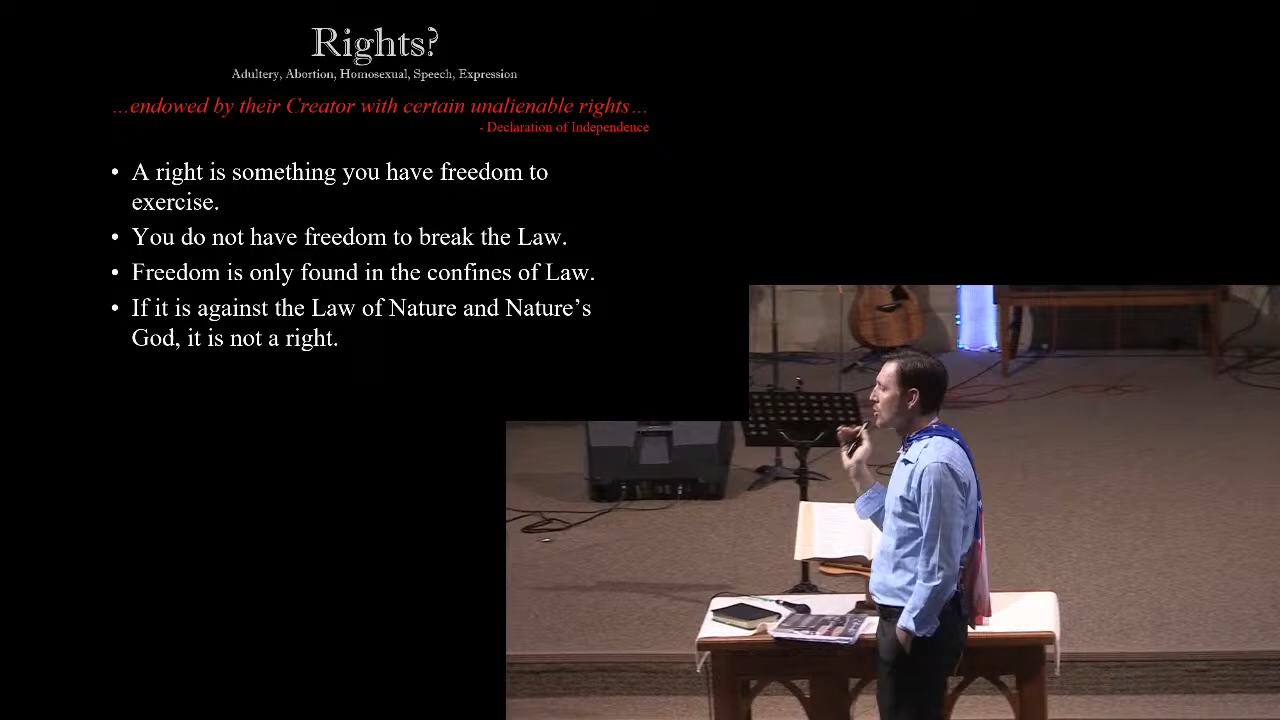 Rights?
Adultery, Abortion, Homosexual, Speech, Expression
...endowed by their Creator with certain unalienable rights...
- Declaration of Independence
• A right is something you have freedom to
exercise.
• You do not have freedom to break the Law.
• Freedom is only found in the confines of Law.
• If it is against the Law of Nature and Nature’s
God, it is not a right.